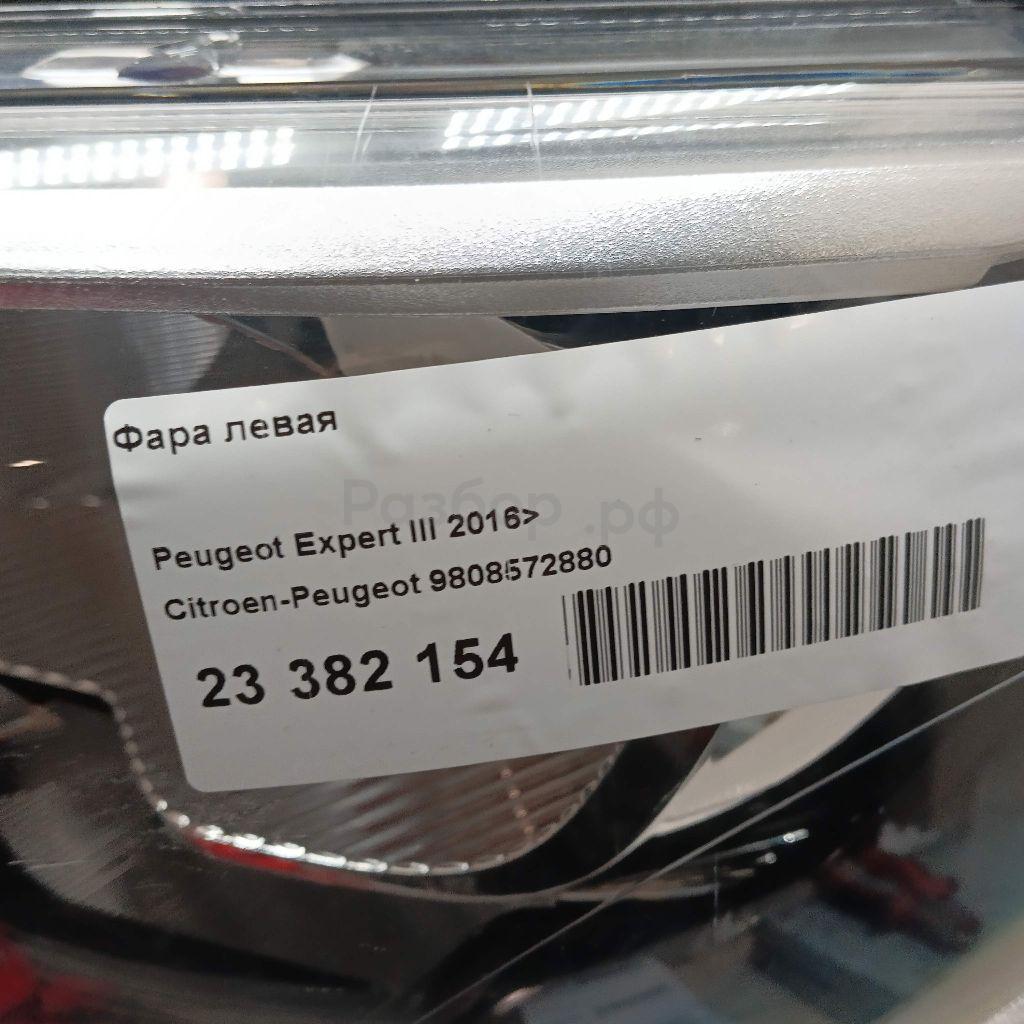 Фара левая
Разбор.рф
Peugeot Expert III 2016>
Citroen-Peugeot 9808572880
23 382 154